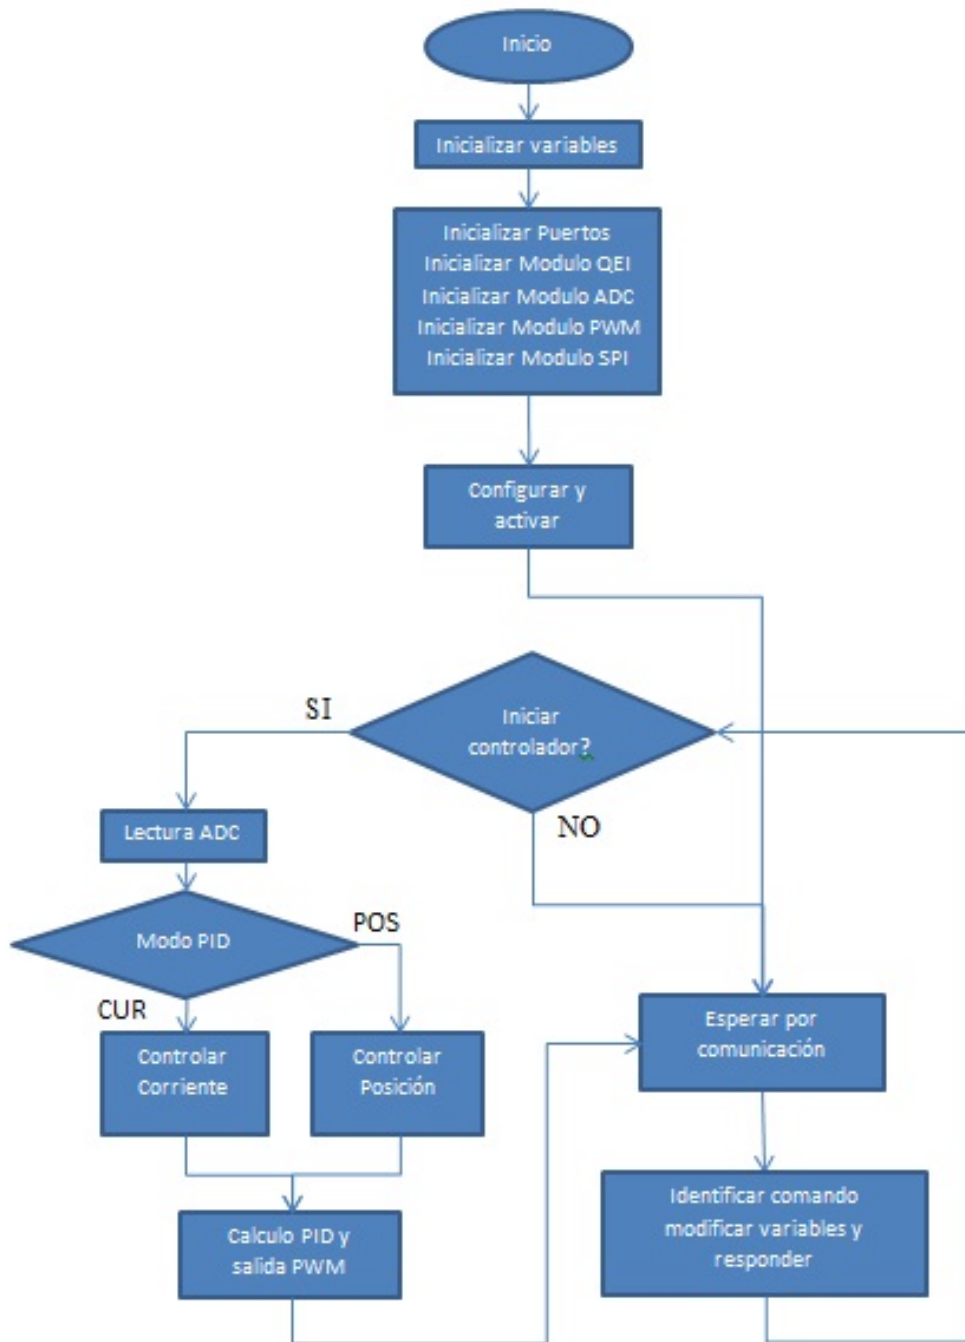 Inicio
Inicializar variables
Inicializar Puertos
Inicializar Modulo QEI
Inicializar Modulo ADC
Inicializar Modulo PWM
Inicializar Modulo SPI
Configurar y
activar
SI
Iniciar
controlador?
NO
Lectura ADC
Modo PID
POS
CUR
Controlar
Corriente
Controlar
Posición
Esperar por
comunicación
Calculo PID y
salida PWM
Identificar comando
modificar variables y
responder